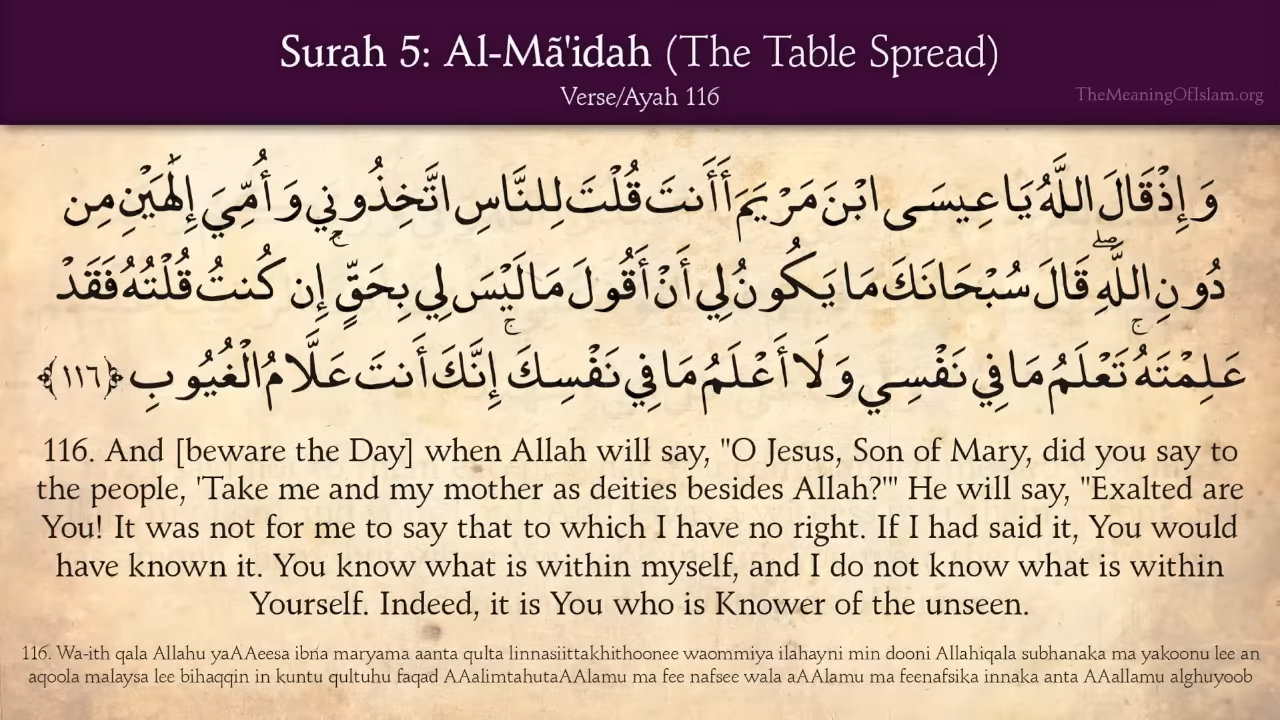 Surah 5: Al-Mã'idah (The Table Spread)
Verse/Ayah 116
TheMeaningOfIslam.org
وَإِذْ قَالَ اللَّهُ يَا عِيسَى ابْنَ مَرْيَمَ أَأَنتَ قُلْتَ لِلنَّاسِ اتَّخِذُونِي وَأُمِّيَ إِلَٰهَيْنِ مِن
دُونِ اللَّهِ ۖ قَالَ سُبْحَانَكَ مَا يَكُونُ لِي أَنْ أَقُولَ مَا لَيْسَ لِي بِحَقٍّ ۚ إِن كُنتُ قُلْتُهُ فَقَدْ
عَلِمْتَهُ ۚ تَعْلَمُ مَا فِي نَفْسِي وَلَا أَعْلَمُ مَا فِي نَفْسِكَ ۚ إِنَّكَ أَنتَ عَلَّامُ الْغُيُوبِ ﴿١١٦﴾
116. And [beware the Day] when Allah will say, "O Jesus, Son of Mary, did you say to
the people, 'Take me and my mother as deities besides Allah?'" He will say, "Exalted are
You! It was not for me to say that to which I have no right. If I had said it, You would
have known it. You know what is within myself, and I do not know what is within
Yourself. Indeed, it is You who is Knower of the unseen.
116. Wa-ith qala Allahu yaAAeesa ibna maryama aanta qulta linnasiittakhithoonee waommiya ilahayni min dooni Allahiqala subhanaka ma yakoonu lee an
aqoola malaysa lee bihaqqin in kuntu qultuhu faqad AAalimtahutaAAlamu ma fee nafsee wala aAAlamu ma feenafsika innaka anta AAallamu alghuyoob